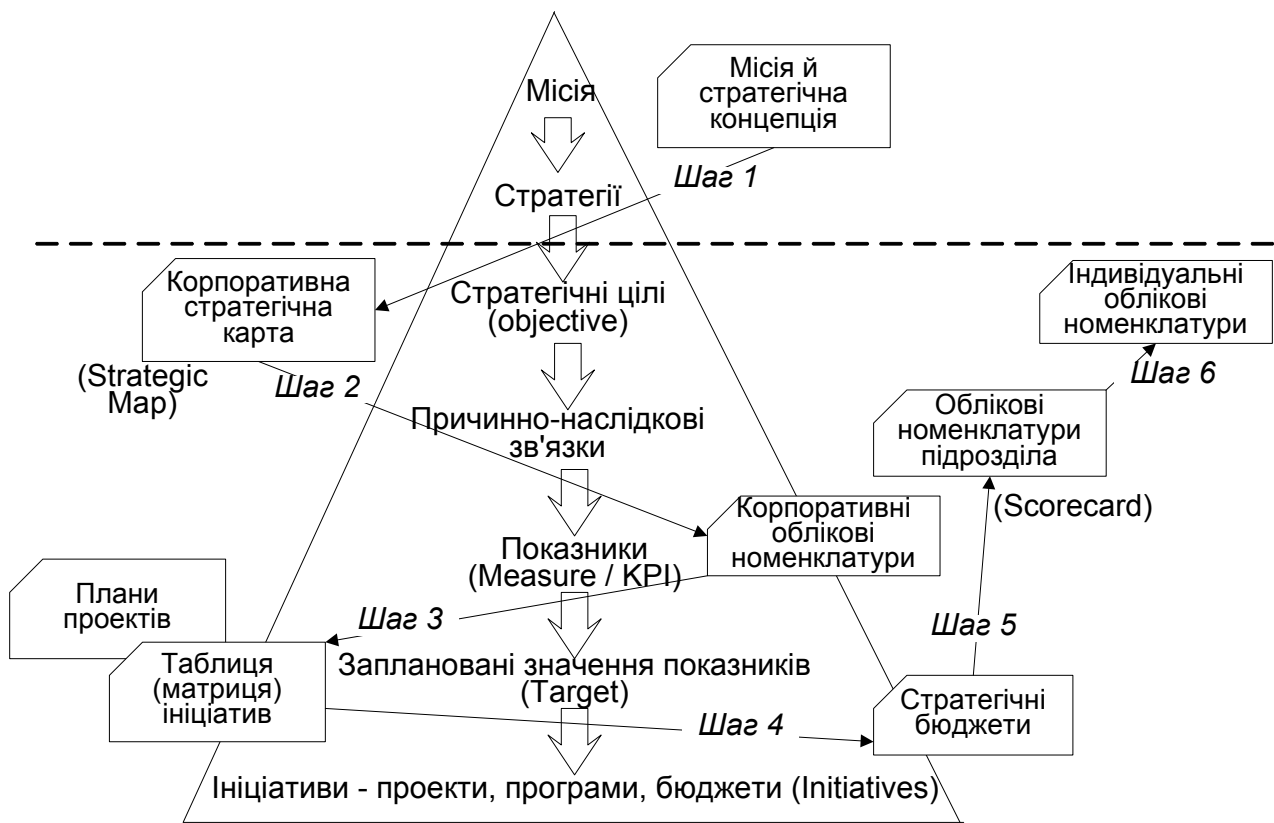 Місія
Місія й
стратегічна
концепція
Шаг 1
Стратегії
Корпоративна
стратегічна
карта
(Strategic
Map)
Стратегічні цілі
(objective)
Індивідуальні
облікові
номенклатури
Шаг 2
Шаг 6
Причинно-наслідкові
зв'язки
Облікові
номенклатури
підрозділа
(Scorecard)
Корпоративні
облікові
номенклатури
Показники
(Measure / KPI)
Плани
проектів
Шаг 3
Шаг 5
Таблиця
(матриця)
ініціатив
Заплановані значення показників
(Target)
Стратегічні
бюджети
Шаг 4
Ініціативи - проекти, програми, бюджети (Initiatives)